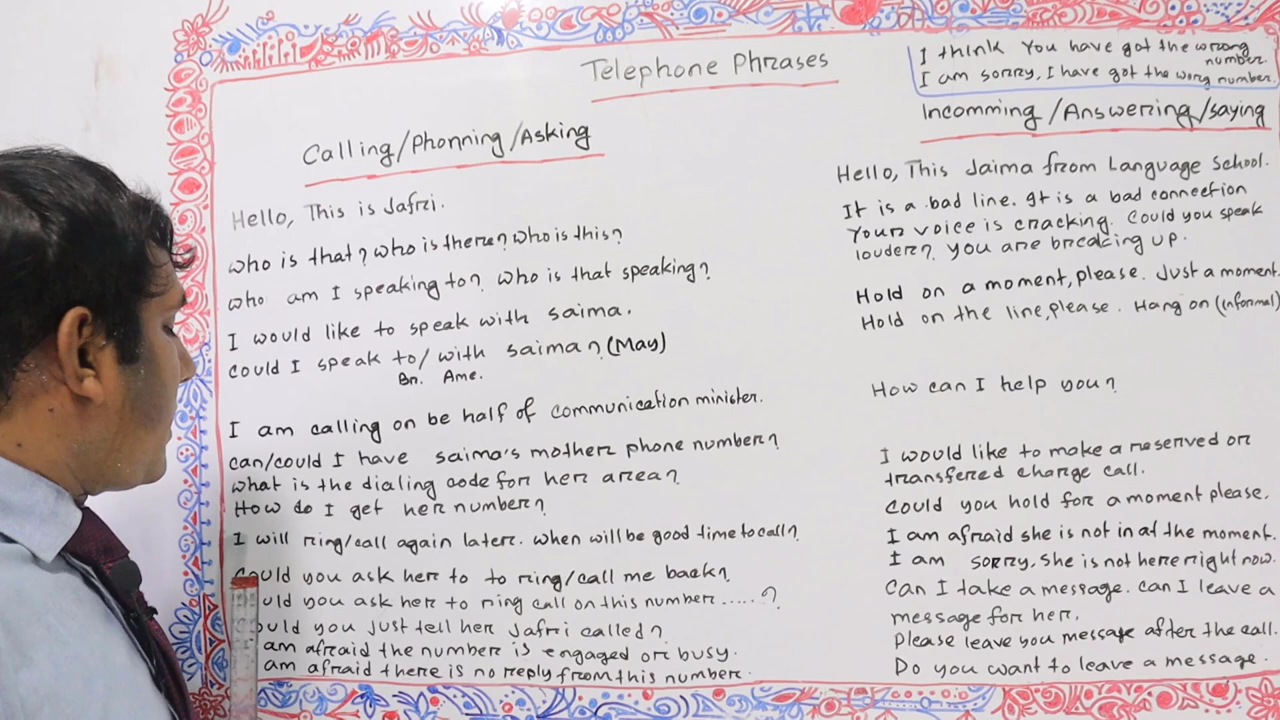 Telephone Phrases
I think You have got the wrong
number.
I am sorry, I have got the wrong number.
Calling/Phonning/Asking
Hello, This is Jafri.
who is that? who is there? who is this?
who am I speaking to? who is that speaking?
I would like to speak with saima.
could I speak to/with saima? (May)
Bn. Ame.
I am calling on be half of communication minister.
can/could I have saima's mother phone number?
what is the dialing code for her area?
How do I get her number?
I will ring/call again later. when will be good time to call?
Could you ask her to to ring/call me back?
uld you ask her to ring call on this number.....?
ould you just tell her Jafri called?
am afraid the number is engaged or busy.
am afraid there is no reply from this number.
Incomming/Answering/saying
Hello, This Jaima from Language School.
It is a bad line. It is a bad connection
Your voice is cracking. Could you speak
louder? you are breacing up.
Hold on a moment, please. Just a moment.
Hold on the line, please. Hang on (informal)
How can I help you?
I would like to make a reserved or
transfered charge call.
Could you hold for a moment please.
I am afraid she is not in at the moment.
I am sorry, she is not here right now.
Can I take a message. can I leave a
message for her.
Please leave you message after the call.
Do you want to leave a message.